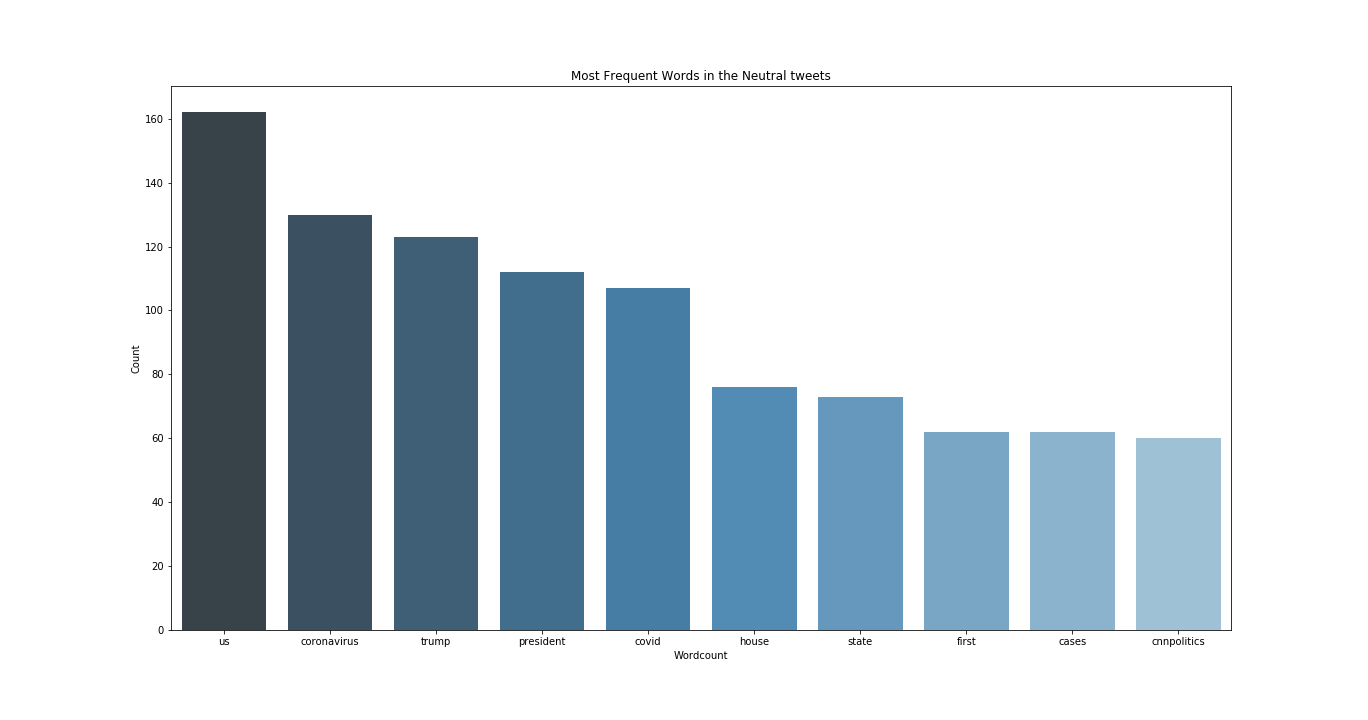 Most Frequent Words in the Neutral tweets
160
140
120
100
80
60
40
20
0
Count
us coronavirus trump president covid house state first cases cnnpolitics
Wordcount